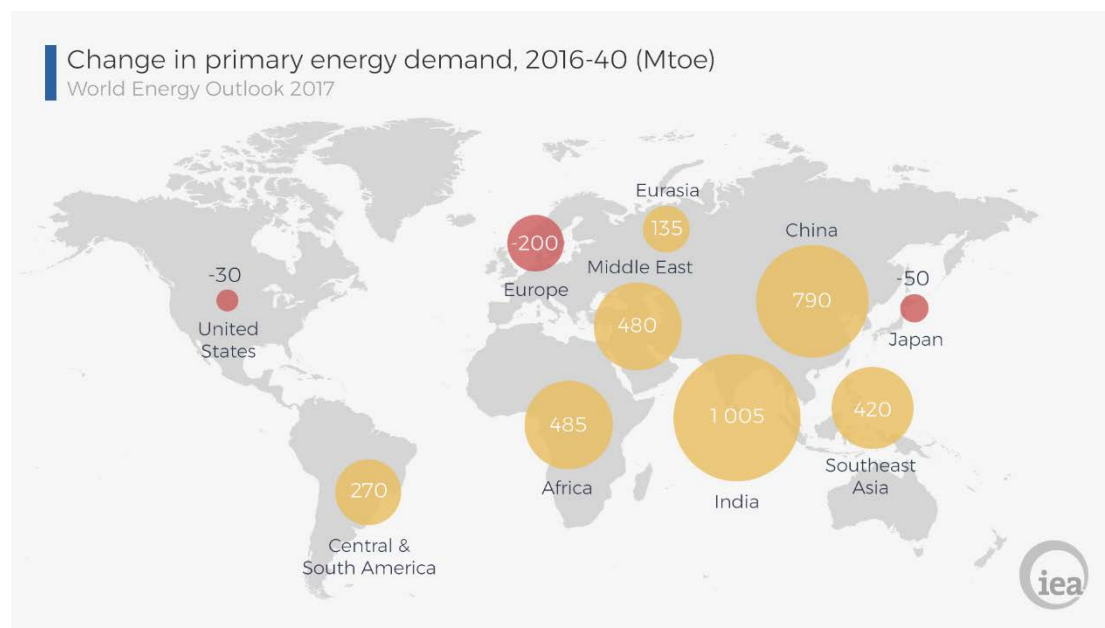 Change in primary energy demand, 2016-40 (Mtoe)
World Energy Outlook 2017
Eurasia
135
-200
Europe
China
790
Middle East
480
-30
United
States
-50
Japan
485
Africa
1 005
India
420
Southeast
Asia
270
Central &
South America
iea